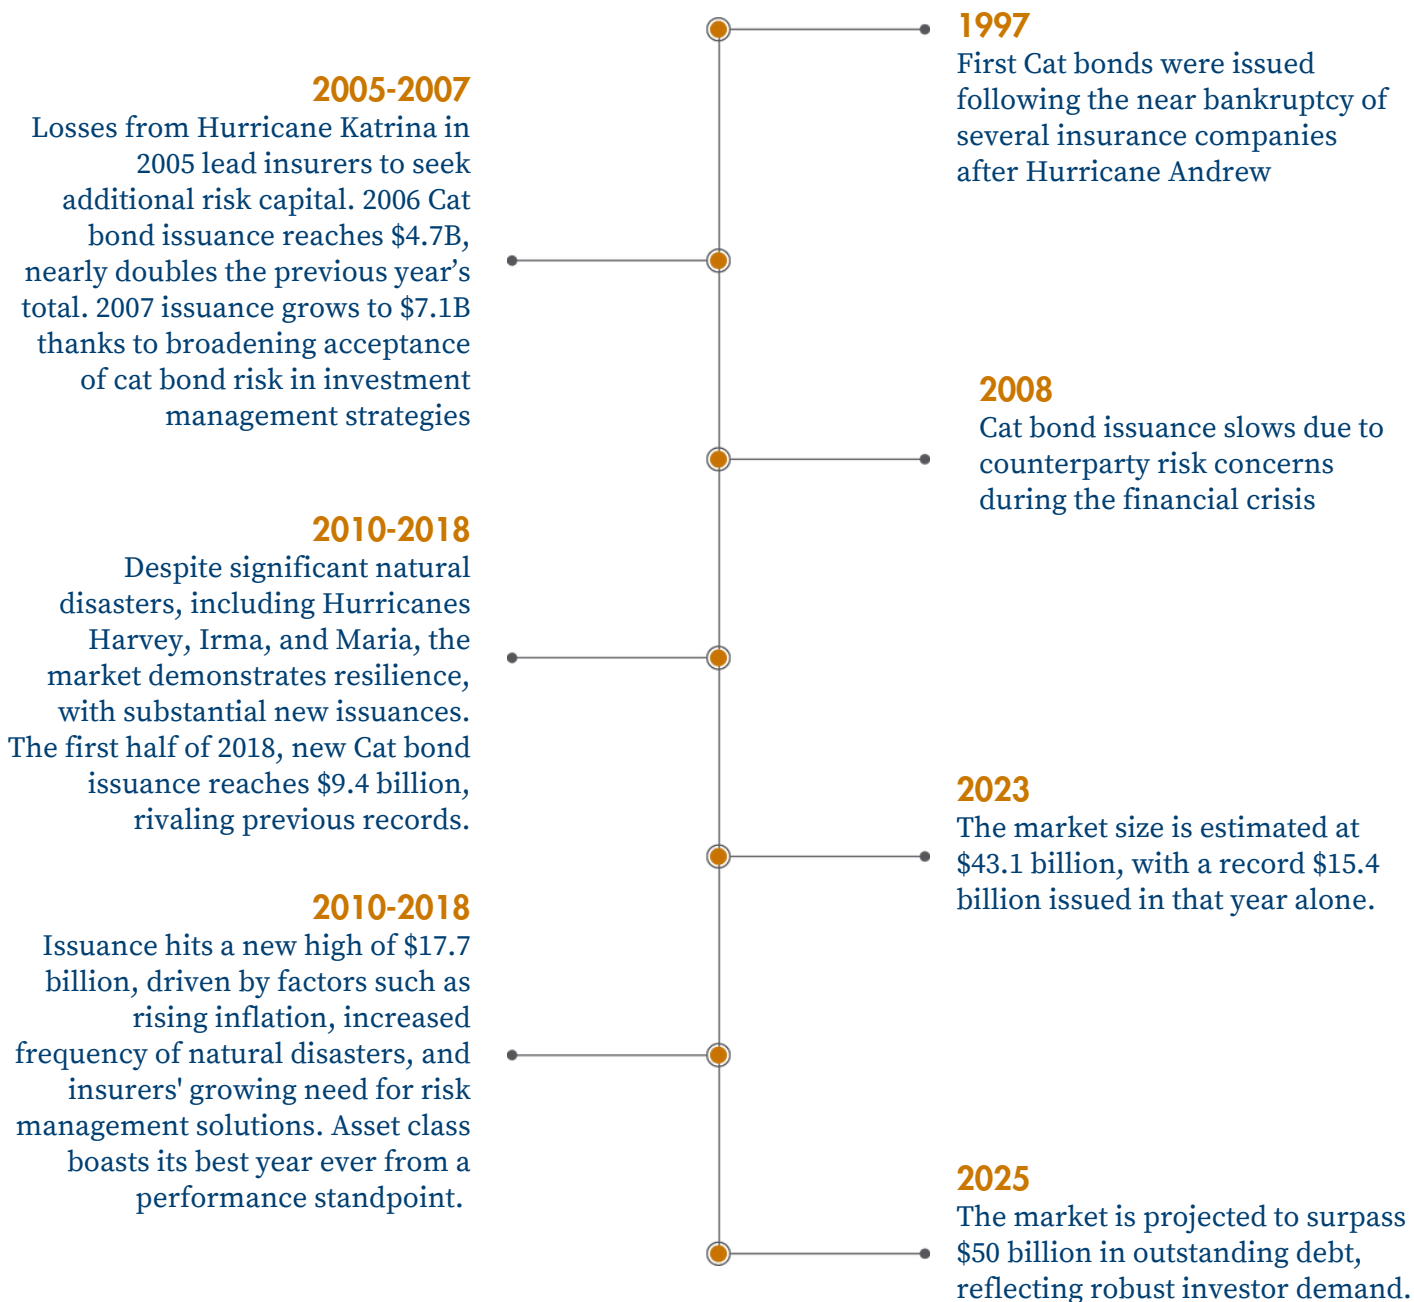 1997
First Cat bonds were issued
following the near bankruptcy of
several insurance companies
after Hurricane Andrew
2005-2007
Losses from Hurricane Katrina in
2005 lead insurers to seek
additional risk capital. 2006 Cat
bond issuance reaches $4.7B,
nearly doubles the previous year’s
total. 2007 issuance grows to $7.1B
thanks to broadening acceptance
of cat bond risk in investment
management strategies
2008
Cat bond issuance slows due to
counterparty risk concerns
during the financial crisis
2010-2018
Despite significant natural
disasters, including Hurricanes
Harvey, Irma, and Maria, the
market demonstrates resilience,
with substantial new issuances.
The first half of 2018, new Cat bond
issuance reaches $9.4 billion,
rivaling previous records.
2023
The market size is estimated at
$43.1 billion, with a record $15.4
billion issued in that year alone.
2010-2018
Issuance hits a new high of $17.7
billion, driven by factors such as
rising inflation, increased
frequency of natural disasters, and
insurers' growing need for risk
management solutions. Asset class
boasts its best year ever from a
performance standpoint.
2025
The market is projected to surpass
$50 billion in outstanding debt,
reflecting robust investor demand.